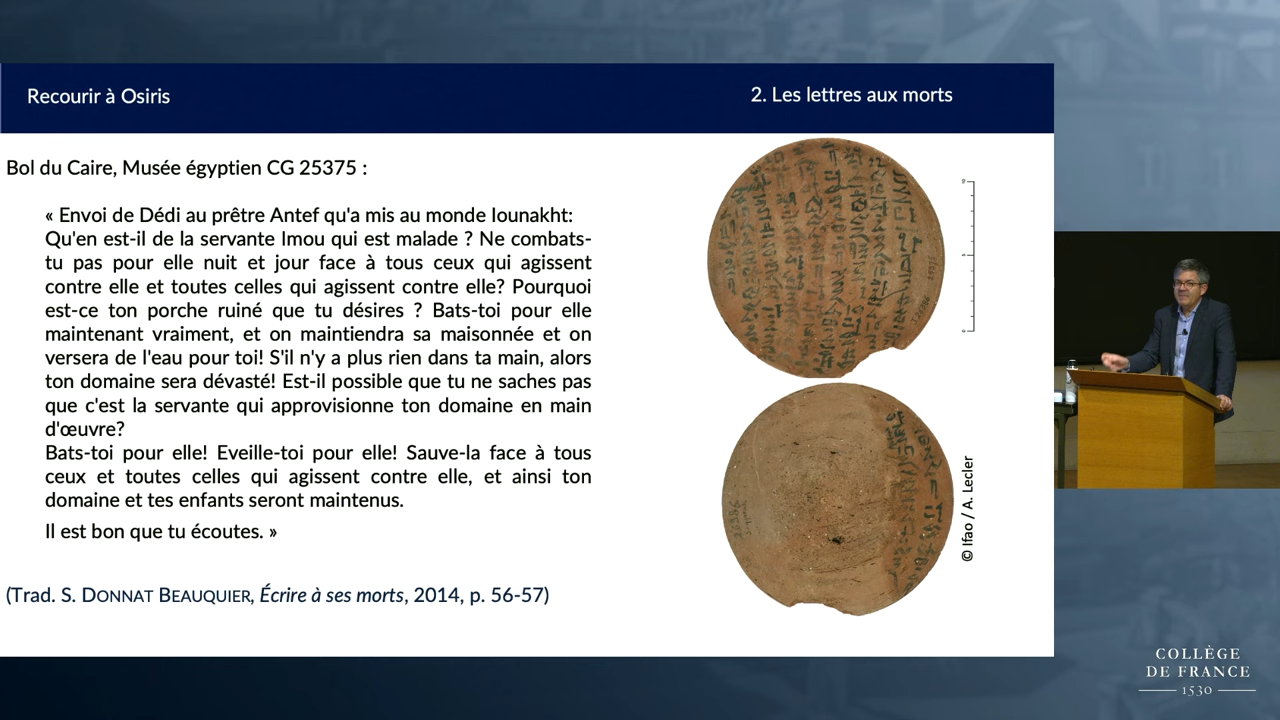 Recourir à Osiris
2. Les lettres aux morts
Bol du Caire, Musée égyptien CG 25375 :
« Envoi de Dédi au prêtre Antef qu'a mis au monde Iounakht:
Qu'en est-il de la servante Imou qui est malade ? Ne combats-
tu pas pour elle nuit et jour face à tous ceux qui agissent
contre elle et toutes celles qui agissent contre elle? Pourquoi
est-ce ton porche ruiné que tu désires ? Bats-toi pour elle
maintenant vraiment, et on maintiendra sa maisonnée et on
versera de l'eau pour toi! S'il n'y a plus rien dans ta main, alors
ton domaine sera dévasté! Est-il possible que tu ne saches pas
que c'est la servante qui approvisionne ton domaine en main
d'œuvre?
Bats-toi pour elle! Eveille-toi pour elle! Sauve-la face à tous
ceux et toutes celles qui agissent contre elle, et ainsi ton
domaine et tes enfants seront maintenus.
Il est bon que tu écoutes. »
(Trad. S. DONNAT BEAUQUIER, Écrire à ses morts, 2014, p. 56-57)
© Ifao / A. Lecler
COLLÈGE
DE FRANCE
1530